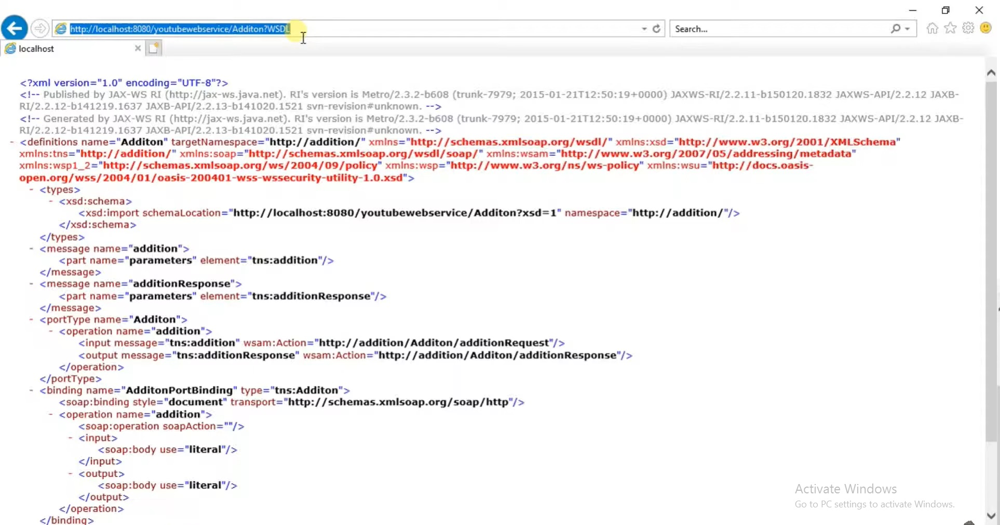 http://localhost:8080/youtubewebservice/Additon?WSDL
Search...
localhost
<?xml version="1.0" encoding="UTF-8"?>
<!-- Published by JAX-WS RI (http://jax-ws.java.net). RI's version is Metro/2.3.2-b608 (trunk-7979; 2015-01-21T12:50:19+0000) JAXWS-RI/2.2.11-b150120.1832 JAXWS-API/2.2.12 JAXB-
RI/2.2.12-b141219.1637 JAXB-API/2.2.13-b141020.1521 svn-revision#unknown. -->
<!-- Generated by JAX-WS RI (http://jax-ws.java.net). RI's version is Metro/2.3.2-b608 (trunk-7979; 2015-01-21T12:50:19+0000) JAXWS-RI/2.2.11-b150120.1832 JAXWS-API/2.2.12 JAXB-
RI/2.2.12-b141219.1637 JAXB-API/2.2.13-b141020.1521 svn-revision#unknown. -->
- <definitions name="Additon" targetNamespace="http://addition/" xmlns="http://schemas.xmlsoap.org/wsdl/" xmlns:xsd="http://www.w3.org/2001/XMLSchema"
xmlns:tns="http://addition/" xmlns:soap="http://schemas.xmlsoap.org/wsdl/soap/" xmlns:wsam="http://www.w3.org/2007/05/addressing/metadata"
xmlns:wsp1_2="http://schemas.xmlsoap.org/ws/2004/09/policy" xmlns:wsp="http://www.w3.org/ns/ws-policy" xmlns:wsu="http://docs.oasis-
open.org/wss/2004/01/oasis-200401-wss-wssecurity-utility-1.0.xsd">
- <types>
- <xsd:schema>
<xsd:import schemaLocation="http://localhost:8080/youtubewebservice/Additon?xsd=1" namespace="http://addition/"/>
</xsd:schema>
</types>
- <message name="addition">
<part name="parameters" element="tns:addition"/>
</message>
- <message name="additionResponse">
<part name="parameters" element="tns:additionResponse"/>
</message>
- <portType name="Additon">
- <operation name="addition">
<input message="tns:addition" wsam:Action="http://addition/Additon/additionRequest"/>
<output message="tns:additionResponse" wsam:Action="http://addition/Additon/additionResponse"/>
</operation>
</portType>
- <binding name="AdditonPortBinding" type="tns:Additon">
<soap:binding style="document" transport="http://schemas.xmlsoap.org/soap/http"/>
- <operation name="addition">
<soap:operation soapAction=""/>
- <input>
<soap:body use="literal"/>
</input>
- <output>
<soap:body use="literal"/>
</output>
</operation>
</binding>
Activate Windows
Go to PC settings to activate Windows.